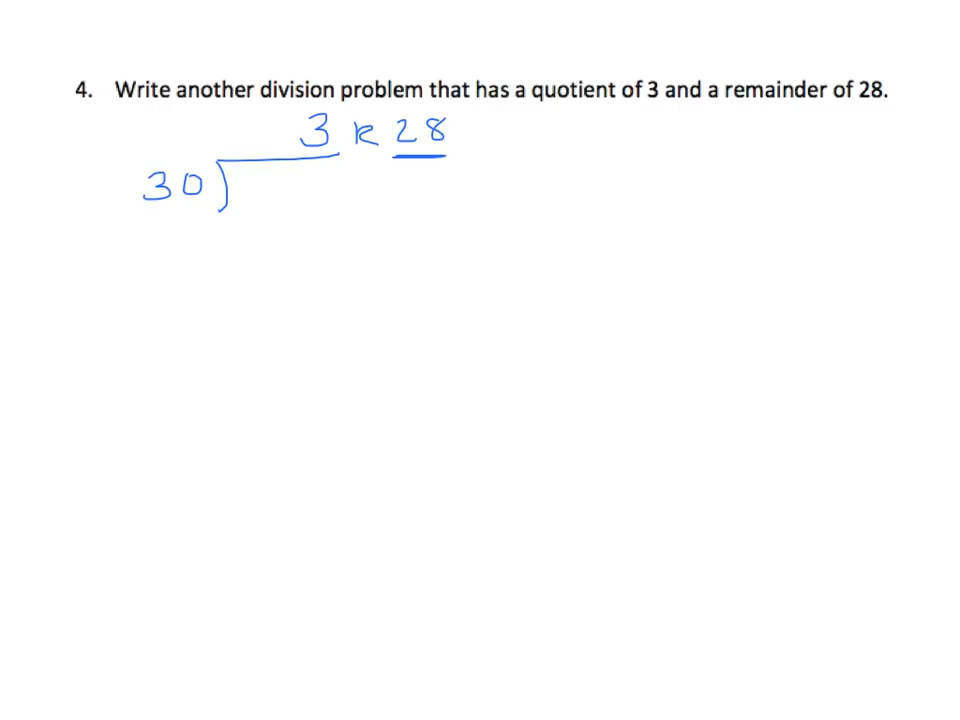 4. Write another division problem that has a quotient of 3 and a remainder of 28.
3 R 28
30)